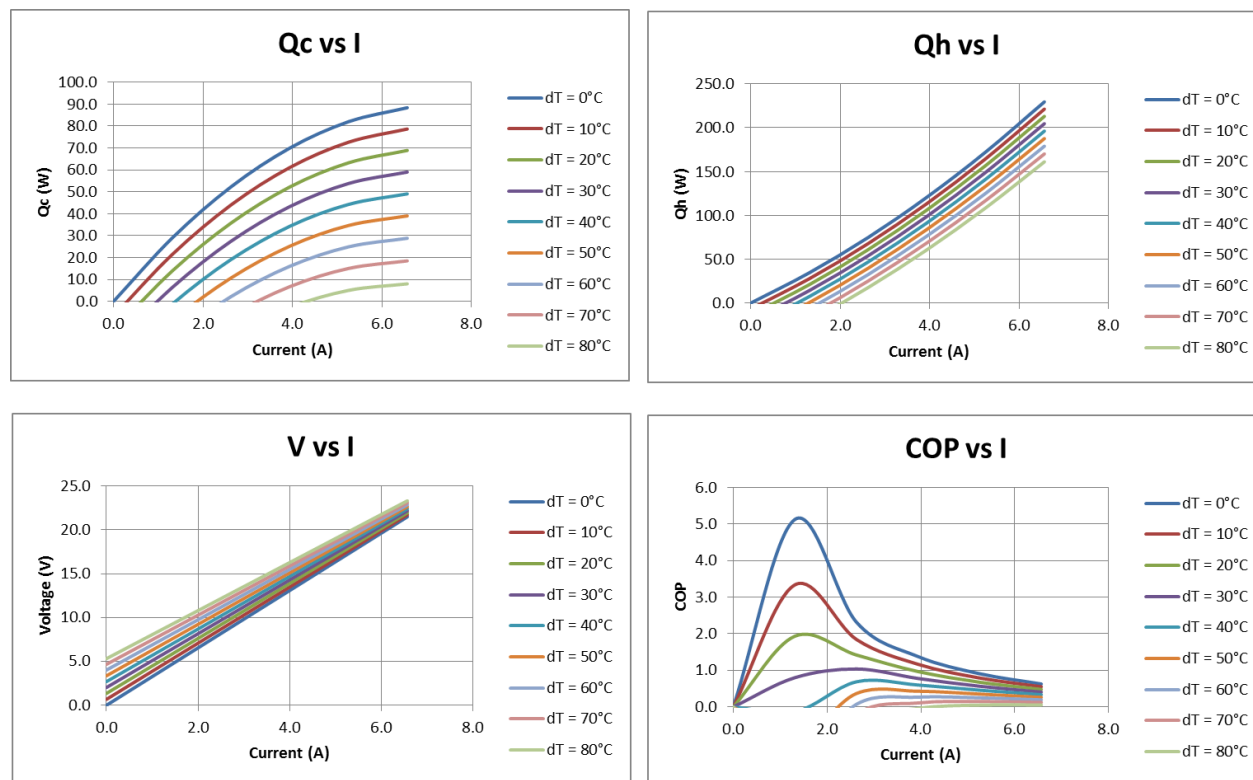 Qc vs I
100.0
90.0
80.0
70.0
60.0
50.0
40.0
30.0
20.0
10.0
0.0
Qc (W)
0.0 2.0 4.0 6.0 8.0
Current (A)
dT = 0°C
dT = 10°C
dT = 20°C
dT = 30°C
dT = 40°C
dT = 50°C
dT = 60°C
dT = 70°C
dT = 80°C
Qh vs I
250.0
200.0
150.0
100.0
50.0
0.0
Qh (W)
0.0 2.0 4.0 6.0 8.0
Current (A)
dT = 0°C
dT = 10°C
dT = 20°C
dT = 30°C
dT = 40°C
dT = 50°C
dT = 60°C
dT = 70°C
dT = 80°C
V vs I
25.0
20.0
15.0
10.0
5.0
0.0
Voltage (V)
0.0 2.0 4.0 6.0 8.0
Current (A)
dT = 0°C
dT = 10°C
dT = 20°C
dT = 30°C
dT = 40°C
dT = 50°C
dT = 60°C
dT = 70°C
dT = 80°C
COP vs I
6.0
5.0
4.0
3.0
2.0
1.0
0.0
COP
0.0 2.0 4.0 6.0 8.0
Current (A)
dT = 0°C
dT = 10°C
dT = 20°C
dT = 30°C
dT = 40°C
dT = 50°C
dT = 60°C
dT = 70°C
dT = 80°C